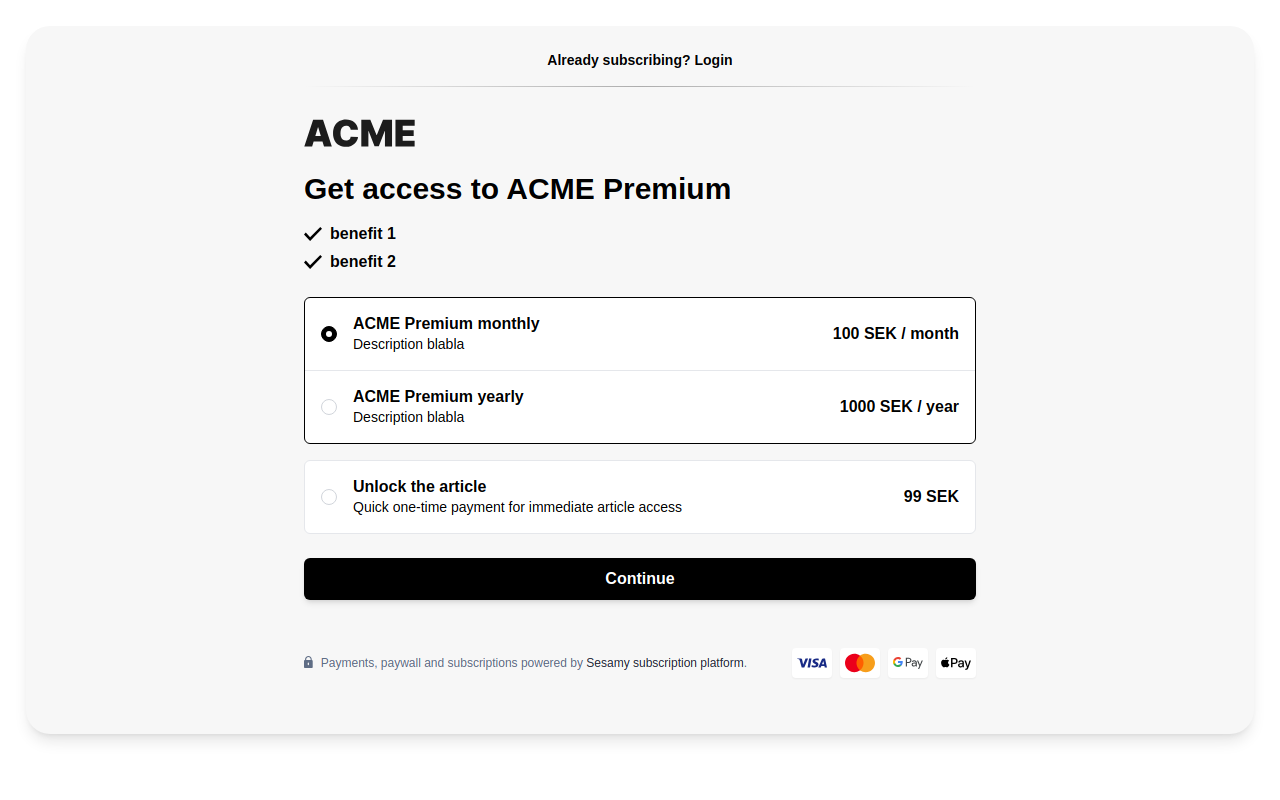 Already subscribing? Login
ACME
Get access to ACME Premium
benefit 1
benefit 2
ACME Premium monthly
Description blabla
100 SEK / month
ACME Premium yearly
Description blabla
1000 SEK / year
Unlock the article
Quick one-time payment for immediate article access
99 SEK
Continue
Payments, paywall and subscriptions powered by Sesamy subscription platform.
VISA
G Pay
Pay